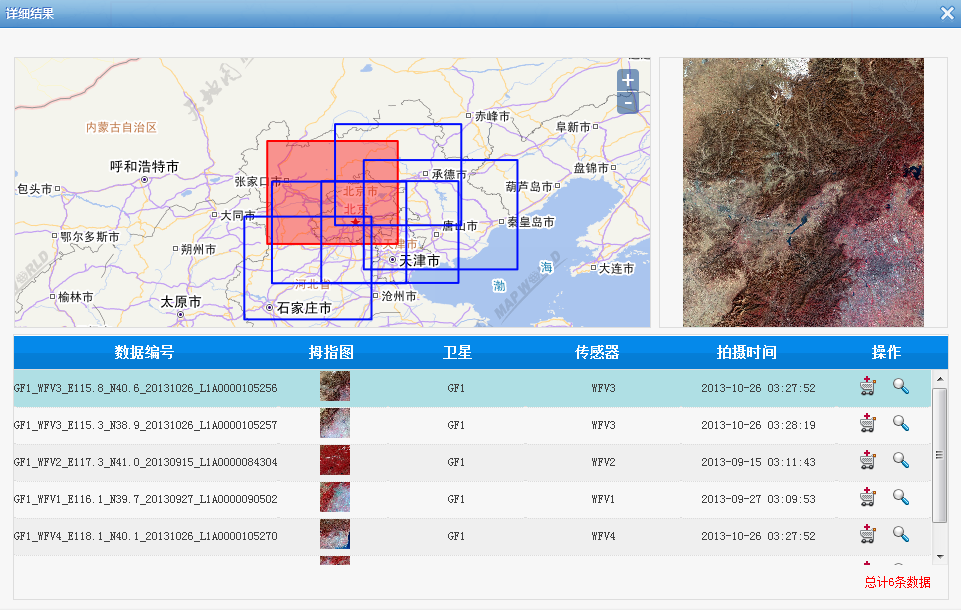 详细结果
赤峰市
阜新市
内蒙古自治区
呼和浩特市
盘锦市
承德市
张家口市
葫芦岛市
包头市
北京市
北京
大同市
唐山市
秦皇岛市
鄂尔多斯市
朔州市
天津市
天津市
渤
海
大连市
河北省
榆林市
太原市
沧州市
石家庄市
MAP WORLD
数据编号 拇指图 卫星 传感器 拍摄时间 操作
GF1_WFV3_E115.8_N40.6_20131026_L1A0000105256 GF1 WFV3 2013-10-26 03:27:52
GF1_WFV3_E115.3_N38.9_20131026_L1A0000105257 GF1 WFV3 2013-10-26 03:28:19
GF1_WFV2_E117.3_N41.0_20130915_L1A0000084304 GF1 WFV2 2013-09-15 03:11:43
GF1_WFV1_E116.1_N39.7_20130927_L1A0000090502 GF1 WFV1 2013-09-27 03:09:53
GF1_WFV4_E118.1_N40.1_20131026_L1A0000105270 GF1 WFV4 2013-10-26 03:27:52
总计6条数据